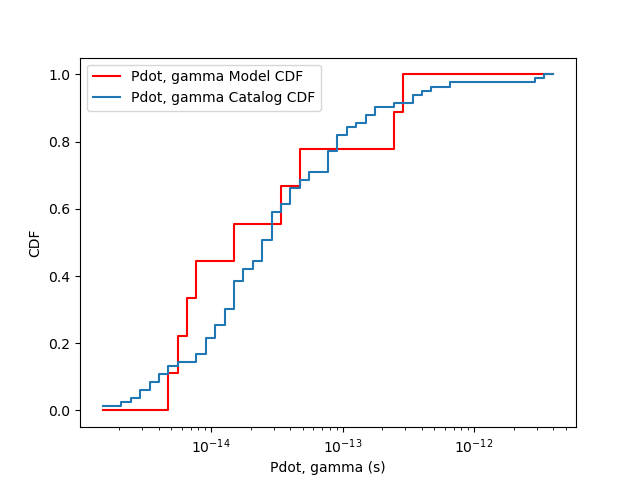 Pdot, gamma Model CDF
Pdot, gamma Catalog CDF
1.0
0.8
0.6
0.4
0.2
0.0
CDF
10⁻¹⁴ 10⁻¹³ 10⁻¹²
Pdot, gamma (s)